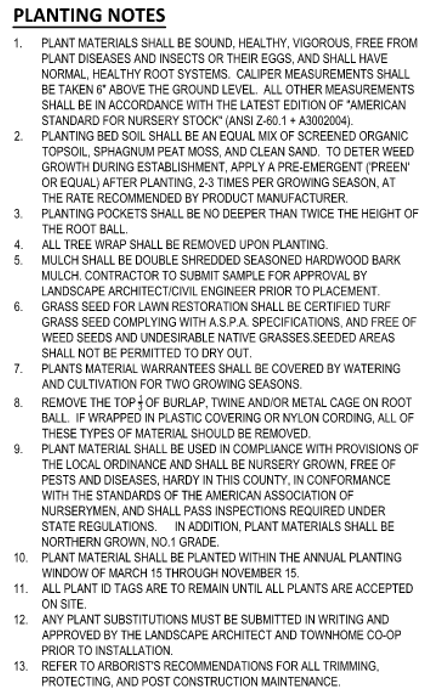 PLANTING NOTES
1. PLANT MATERIALS SHALL BE SOUND, HEALTHY, VIGOROUS, FREE FROM
PLANT DISEASES AND INSECTS OR THEIR EGGS, AND SHALL HAVE
NORMAL, HEALTHY ROOT SYSTEMS. CALIPER MEASUREMENTS SHALL
BE TAKEN 6" ABOVE THE GROUND LEVEL. ALL OTHER MEASUREMENTS
SHALL BE IN ACCORDANCE WITH THE LATEST EDITION OF "AMERICAN
STANDARD FOR NURSERY STOCK" (ANSI Z-60.1 + A3002004).
2. PLANTING BED SOIL SHALL BE AN EQUAL MIX OF SCREENED ORGANIC
TOPSOIL, SPHAGNUM PEAT MOSS, AND CLEAN SAND. TO DETER WEED
GROWTH DURING ESTABLISHMENT, APPLY A PRE-EMERGENT ('PREEN'
OR EQUAL) AFTER PLANTING, 2-3 TIMES PER GROWING SEASON, AT
THE RATE RECOMMENDED BY PRODUCT MANUFACTURER.
3. PLANTING POCKETS SHALL BE NO DEEPER THAN TWICE THE HEIGHT OF
THE ROOT BALL.
4. ALL TREE WRAP SHALL BE REMOVED UPON PLANTING.
5. MULCH SHALL BE DOUBLE SHREDDED SEASONED HARDWOOD BARK
MULCH. CONTRACTOR TO SUBMIT SAMPLE FOR APPROVAL BY
LANDSCAPE ARCHITECT/CIVIL ENGINEER PRIOR TO PLACEMENT.
6. GRASS SEED FOR LAWN RESTORATION SHALL BE CERTIFIED TURF
GRASS SEED COMPLYING WITH A.S.P.A. SPECIFICATIONS, AND FREE OF
WEED SEEDS AND UNDESIRABLE NATIVE GRASSES.SEEDED AREAS
SHALL NOT BE PERMITTED TO DRY OUT.
7. PLANTS MATERIAL WARRANTEES SHALL BE COVERED BY WATERING
AND CULTIVATION FOR TWO GROWING SEASONS.
8. REMOVE THE TOP OF BURLAP, TWINE AND/OR METAL CAGE ON ROOT
BALL. IF WRAPPED IN PLASTIC COVERING OR NYLON CORDING, ALL OF
THESE TYPES OF MATERIAL SHOULD BE REMOVED.
9. PLANT MATERIAL SHALL BE USED IN COMPLIANCE WITH PROVISIONS OF
THE LOCAL ORDINANCE AND SHALL BE NURSERY GROWN, FREE OF
PESTS AND DISEASES, HARDY IN THIS COUNTY, IN CONFORMANCE
WITH THE STANDARDS OF THE AMERICAN ASSOCIATION OF
NURSERYMEN, AND SHALL PASS INSPECTIONS REQUIRED UNDER
STATE REGULATIONS. IN ADDITION, PLANT MATERIALS SHALL BE
NORTHERN GROWN, NO.1 GRADE.
10. PLANT MATERIAL SHALL BE PLANTED WITHIN THE ANNUAL PLANTING
WINDOW OF MARCH 15 THROUGH NOVEMBER 15.
11. ALL PLANT ID TAGS ARE TO REMAIN UNTIL ALL PLANTS ARE ACCEPTED
ON SITE.
12. ANY PLANT SUBSTITUTIONS MUST BE SUBMITTED IN WRITING AND
APPROVED BY THE LANDSCAPE ARCHITECT AND TOWNHOME CO-OP
PRIOR TO INSTALLATION.
13. REFER TO ARBORIST'S RECOMMENDATIONS FOR ALL TRIMMING,
PROTECTING, AND POST CONSTRUCTION MAINTENANCE.